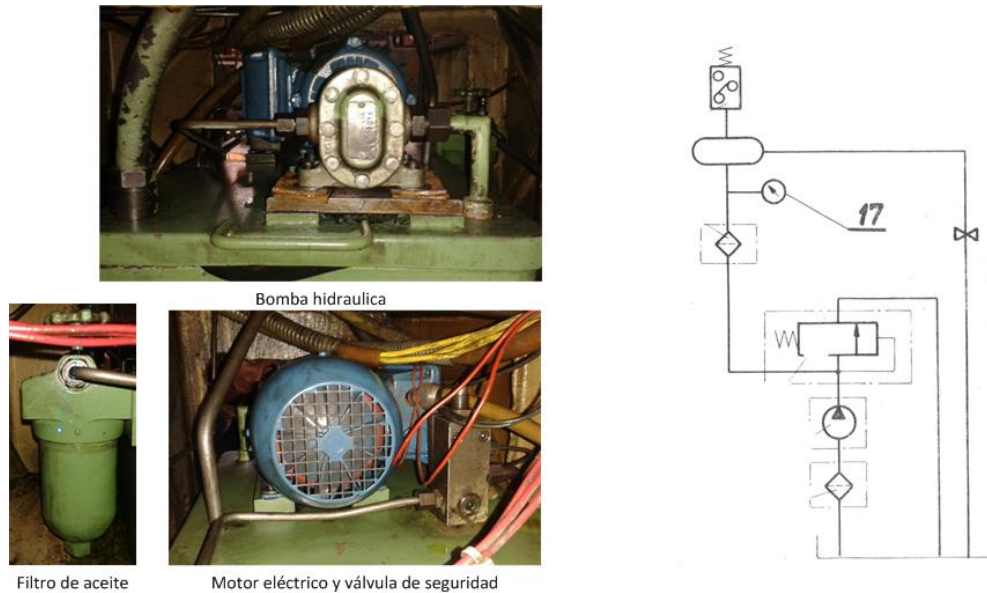 Bomba hidraulica
17
Filtro de aceite
Motor eléctrico y válvula de seguridad